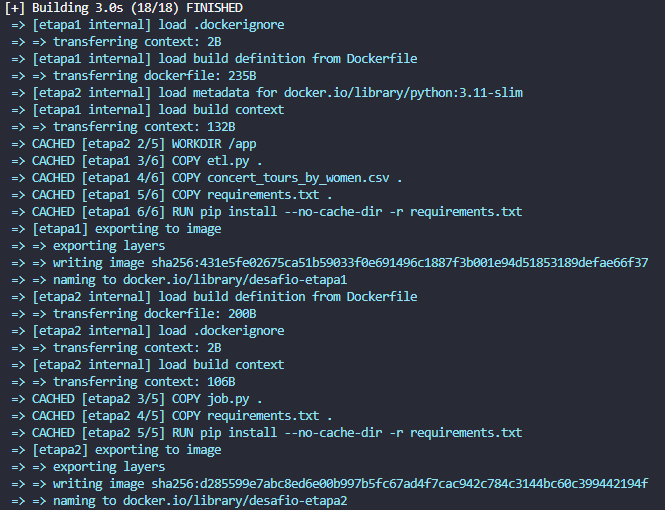 [+] Building 3.0s (18/18) FINISHED
=> [etapa1 internal] load .dockerignore
=> => transferring context: 2B
=> [etapa1 internal] load build definition from Dockerfile
=> => transferring dockerfile: 235B
=> [etapa2 internal] load metadata for docker.io/library/python:3.11-slim
=> [etapa1 internal] load build context
=> => transferring context: 132B
=> CACHED [etapa2 2/5] WORKDIR /app
=> CACHED [etapa1 3/6] COPY etl.py .
=> CACHED [etapa1 4/6] COPY concert_tours_by_women.csv .
=> CACHED [etapa1 5/6] COPY requirements.txt .
=> CACHED [etapa1 6/6] RUN pip install --no-cache-dir -r requirements.txt
=> [etapa1] exporting to image
=> => exporting layers
=> => writing image sha256:431e5fe02675ca51b59033f0e691496c1887f3b001e94d51853189defae66f37
=> => naming to docker.io/library/desafio-etapa1
=> [etapa2 internal] load build definition from Dockerfile
=> => transferring dockerfile: 200B
=> [etapa2 internal] load .dockerignore
=> => transferring context: 2B
=> [etapa2 internal] load build context
=> => transferring context: 106B
=> CACHED [etapa2 3/5] COPY job.py .
=> CACHED [etapa2 4/5] COPY requirements.txt .
=> CACHED [etapa2 5/5] RUN pip install --no-cache-dir -r requirements.txt
=> [etapa2] exporting to image
=> => exporting layers
=> => writing image sha256:d285599e7abc8ed6e00b997b5fc67ad4f7cac942c784c3144bc60c399442194f
=> => naming to docker.io/library/desafio-etapa2